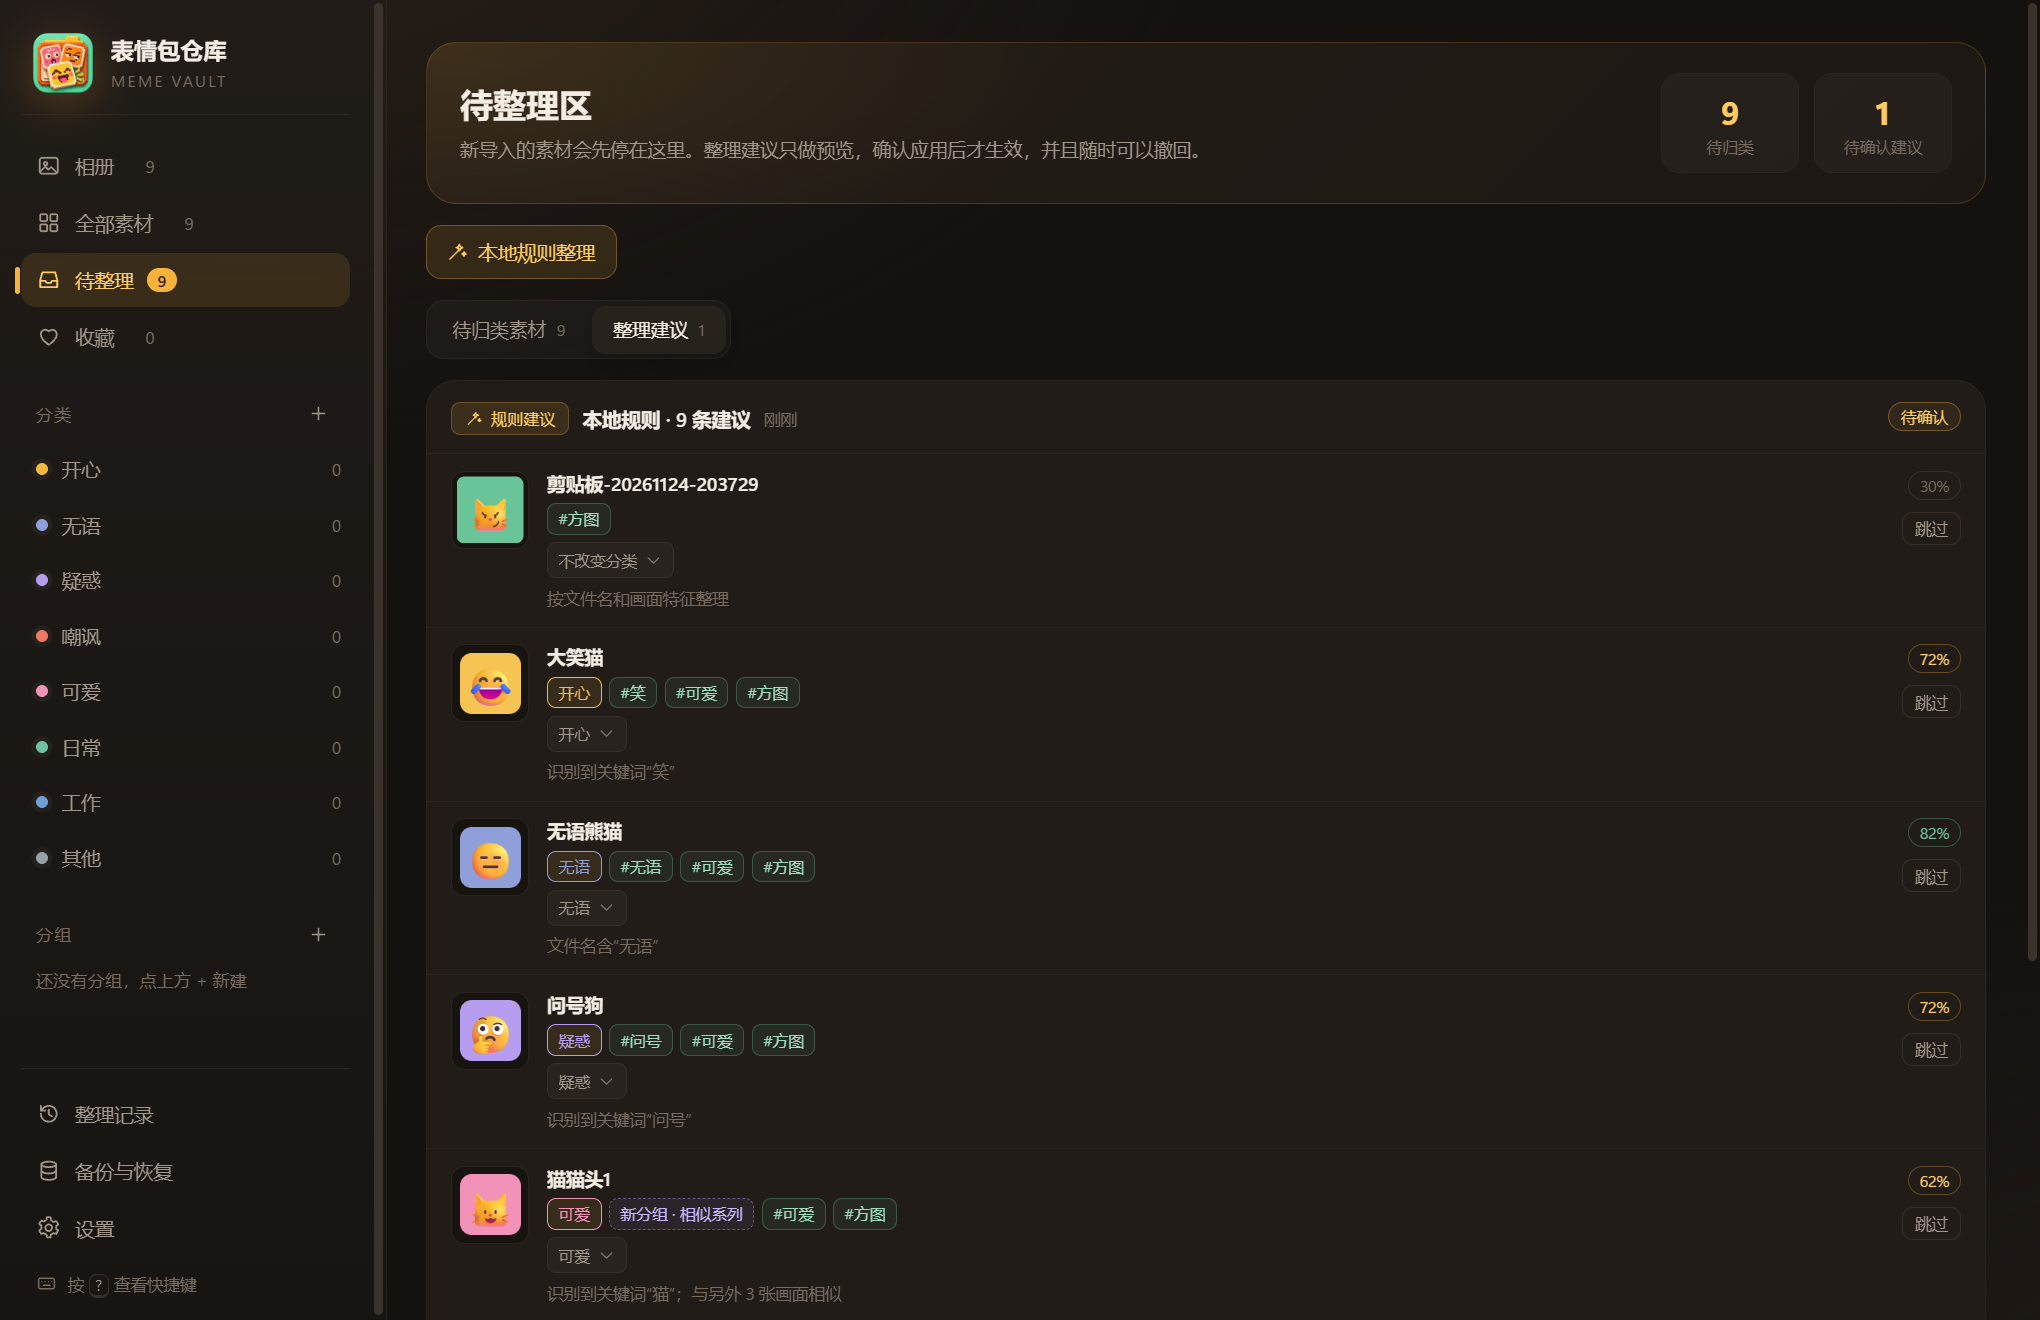 表情包仓库
MEME VAULT
相册 9
全部素材 9
待整理 9
收藏 0
分类 +
开心 0
无语 0
疑惑 0
嘲讽 0
可爱 0
日常 0
工作 0
其他 0
分组 +
还没有分组，点上方 + 新建
整理记录
备份与恢复
设置
按 ? 查看快捷键
待整理区
新导入的素材会先停在这里。整理建议只做预览，确认应用后才生效，并且随时可以撤回。
9
待归类
1
待确认建议
本地规则整理
待归类素材 9
整理建议 1
规则建议 本地规则 · 9 条建议 刚刚
待确认
剪贴板-20261124-203729
30%
#方图
跳过
不改变分类
按文件名和画面特征整理
大笑猫
72%
开心 #笑 #可爱 #方图
跳过
开心
识别到关键词“笑”
无语熊猫
82%
无语 #无语 #可爱 #方图
跳过
无语
文件名含“无语”
问号狗
72%
疑惑 #问号 #可爱 #方图
跳过
疑惑
识别到关键词“问号”
猫猫头1
62%
可爱 新分组 · 相似系列 #可爱 #方图
跳过
可爱
识别到关键词“猫”；与另外 3 张画面相似